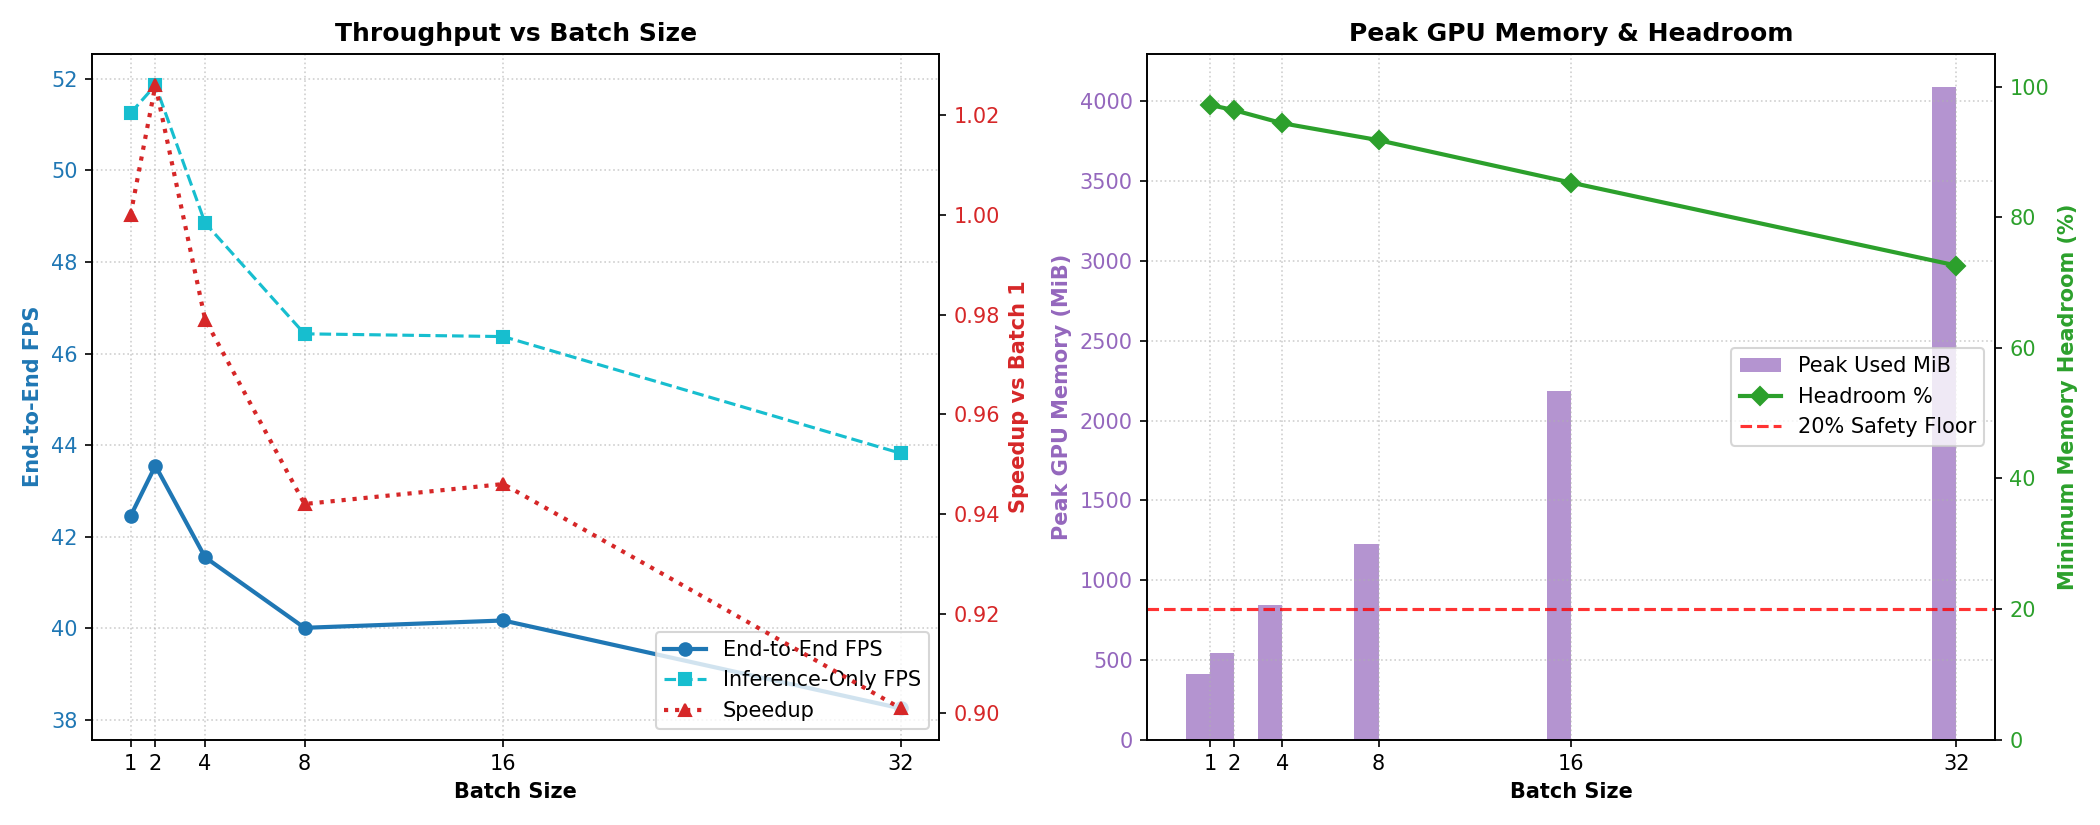 Throughput vs Batch Size
52
50
48
46
44
42
40
38
End-to-End FPS
1.02
1.00
0.98
0.96
0.94
0.92
0.90
Speedup vs Batch 1
End-to-End FPS
Inference-Only FPS
Speedup
1 2 4 8 16 32
Batch Size
Peak GPU Memory & Headroom
4000
3500
3000
2500
2000
1500
1000
500
0
Peak GPU Memory (MiB)
100
80
60
40
20
0
Minimum Memory Headroom (%)
Peak Used MiB
Headroom %
20% Safety Floor
1 2 4 8 16 32
Batch Size